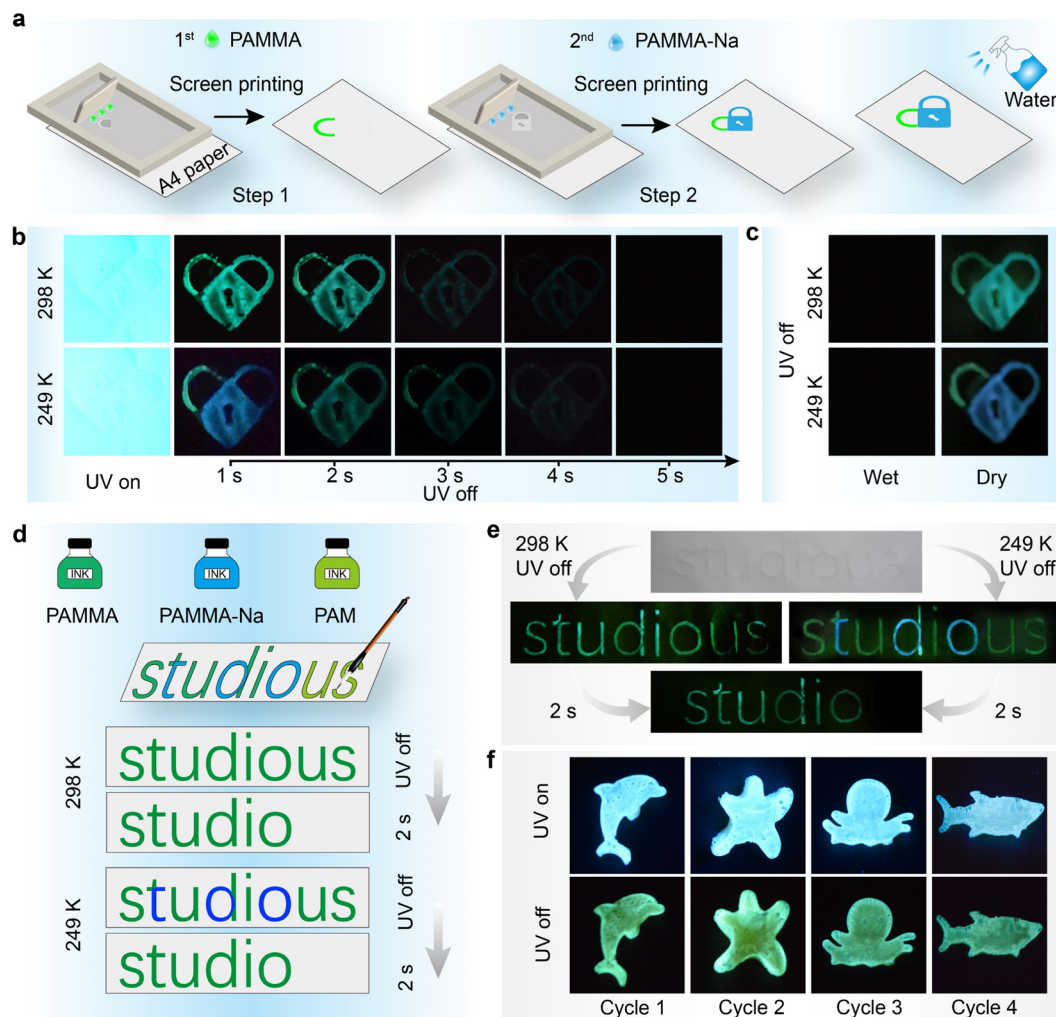 a
1st PAMMA
2nd PAMMA-Na
Screen printing
Screen printing
Water
A4 paper
Step 1
Step 2
b
298 K
249 K
UV on
1 s
2 s
3 s
4 s
5 s
UV off
c
UV off
298 K
249 K
Wet
Dry
d
INK
INK
INK
PAMMA
PAMMA-Na
PAM
studious
298 K
studious
UV off
studio
2 s
249 K
studious
UV off
studio
2 s
e
298 K
UV off
studious
249 K
UV off
studious
studious
2 s
studio
2 s
f
UV on
UV off
Cycle 1
Cycle 2
Cycle 3
Cycle 4